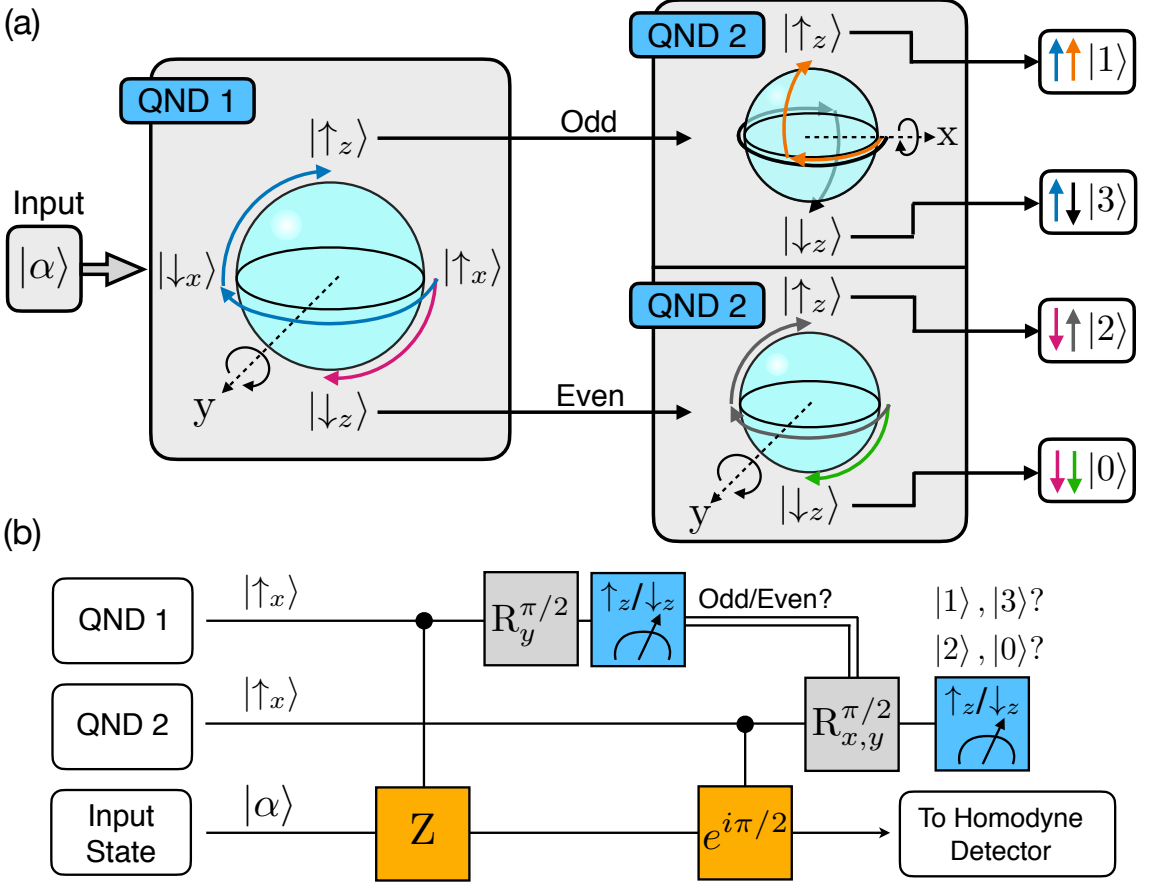 (a)
QND 1
|↑z⟩
Input
|α⟩
|↓x⟩
|↑x⟩
y
|↓z⟩
Odd
Even
QND 2
|↑z⟩
x
|↓z⟩
QND 2
|↑z⟩
y
|↓z⟩
↑↑ |1⟩
↑↓ |3⟩
↓↑ |2⟩
↓↓ |0⟩
(b)
QND 1
|↑x⟩
R_y^{π/2}
↑z/↓z
Odd/Even?
|1⟩, |3⟩?
|2⟩, |0⟩?
QND 2
|↑x⟩
R_{x,y}^{π/2}
↑z/↓z
Input
State
|α⟩
Z
e^{iπ/2}
To Homodyne
Detector